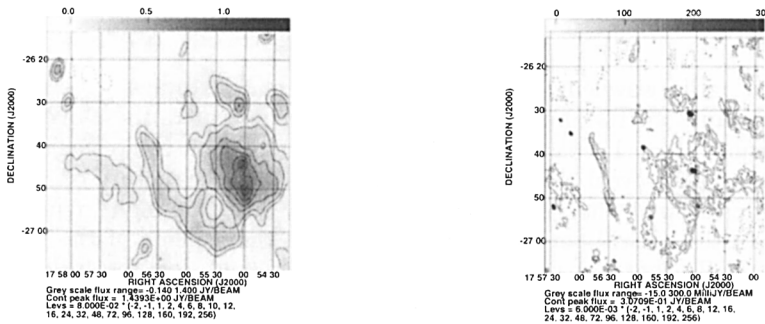 0.0 0.5 1.0
-26 20
30
40
50
-27 00
DECLINATION (J2000)
17 58 00 57 30 00 56 30 00 55 30 00 54 30
RIGHT ASCENSION (J2000)
Grey scale flux range= -0.140 1.400 JY/BEAM
Cont peak flux = 1.4393E+00 JY/BEAM
Levs = 8.000E-02 * (-2, -1, 1, 2, 4, 6, 8, 10, 12,
16, 24, 32, 48, 72, 96, 128, 160, 192, 256)
0 100 200 30
-26 20
30
40
50
-27 00
DECLINATION (J2000)
17 57 30 00 56 30 00 55 30 00 54 30
RIGHT ASCENSION (J2000)
Grey scale flux range= -15.0 300.0 MilliJY/BEAM
Cont peak flux = 3.0709E-01 JY/BEAM
Levs = 6.000E-03 * (-2, -1, 1, 2, 4, 6, 8, 12, 16,
24, 32, 48, 72, 96, 128, 160, 192, 256)